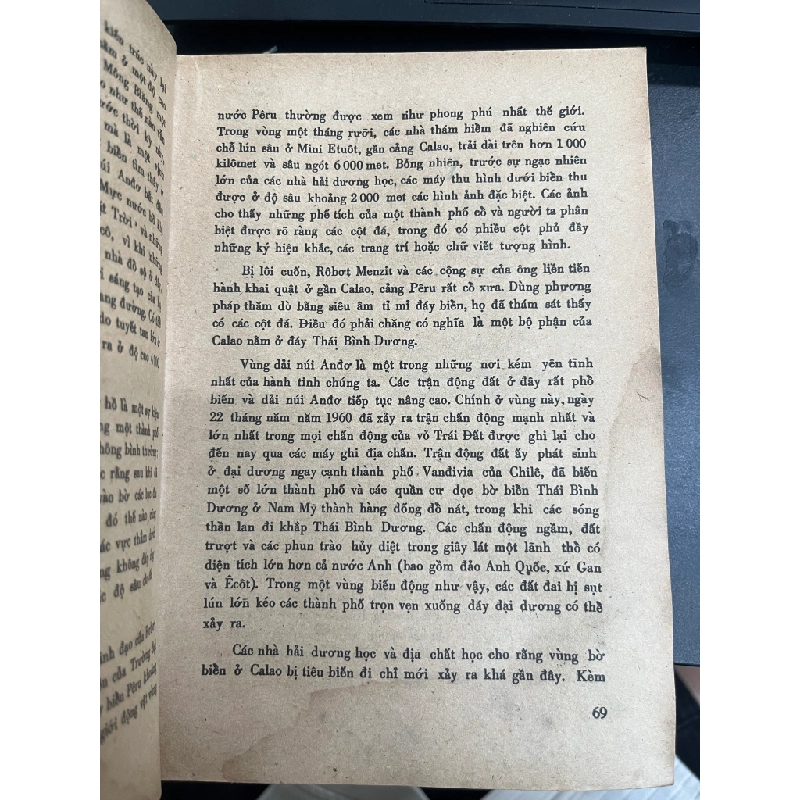 kiến trúc này lại
nằm ở một độ cao
nước Pêru thường được xem như phong phú nhất thế giới.
Trong vòng một tháng rưỡi, các nhà thám hiểm đã nghiên cứu
chỗ lún sâu ở Mini Etuôt, gần cảng Calao, trải dài trên hơn 1 000
kilômet và sâu ngót 6 000 met. Bỗng nhiên, trước sự ngạc nhiên
lớn của các nhà hải dương học, các máy thu hình dưới biển thu
được ở độ sâu khoảng 2 000 met các hình ảnh đặc biệt. Các ảnh
cho thấy những phế tích của một thành phố cổ và người ta phân
biệt được rõ ràng các cột đá, trong đó có nhiều cột phủ đầy
những ký hiện khắc, các trang trí hoặc chữ viết tượng hình.
Bị lôi cuốn, Rôbơt Menzit và các cộng sự của ông liền tiến
hành khai quật ở gần Calao, cảng Pêru rất cổ xưa. Dùng phương
pháp thăm dò bằng siêu âm tỉ mỉ đáy biển, họ đã thám sát thấy
có các cột đá. Điều đó phải chăng có nghĩa là một bộ phận của
Calao nằm ở đáy Thái Bình Dương.
Vùng dải núi Anđơ là một trong những nơi kém yên tĩnh
nhất của hành tinh chúng ta. Các trận động đất ở đây rất phổ
biến và dải núi Anđơ tiếp tục nâng cao. Chính ở vùng này, ngày
22 tháng năm năm 1960 đã xảy ra trận chấn động mạnh nhất và
lớn nhất trong mọi chấn động của vỏ Trái Đất được ghi lại cho
đến nay qua các máy ghi địa chấn. Trận động đất ấy phát sinh
ở đại dương ngay cạnh thành phố Vandivia của Chilê, đã biến
một số lớn thành phố và các quần cư dọc bờ biển Thái Bình
Dương ở Nam Mỹ thành hàng đống đổ nát, trong khi các sóng
thần lan đi khắp Thái Bình Dương. Các chấn động ngầm, đất
trượt và các phun trào hủy diệt trong giây lát một lãnh thổ có
diện tích lớn hơn cả nước Anh (bao gồm đảo Anh Quốc, xứ Gan
và Êcôt). Trong một vùng biến động như vậy, các đất đai bị sụt
lún lớn kéo các thành phố trọn vẹn xuống đáy đại dương có thể
xảy ra.
Các nhà hải dương học và địa chất học cho rằng vùng bờ
biển ở Calao bị tiêu biến đi chỉ mới xảy ra khá gần đây. Kèm
69